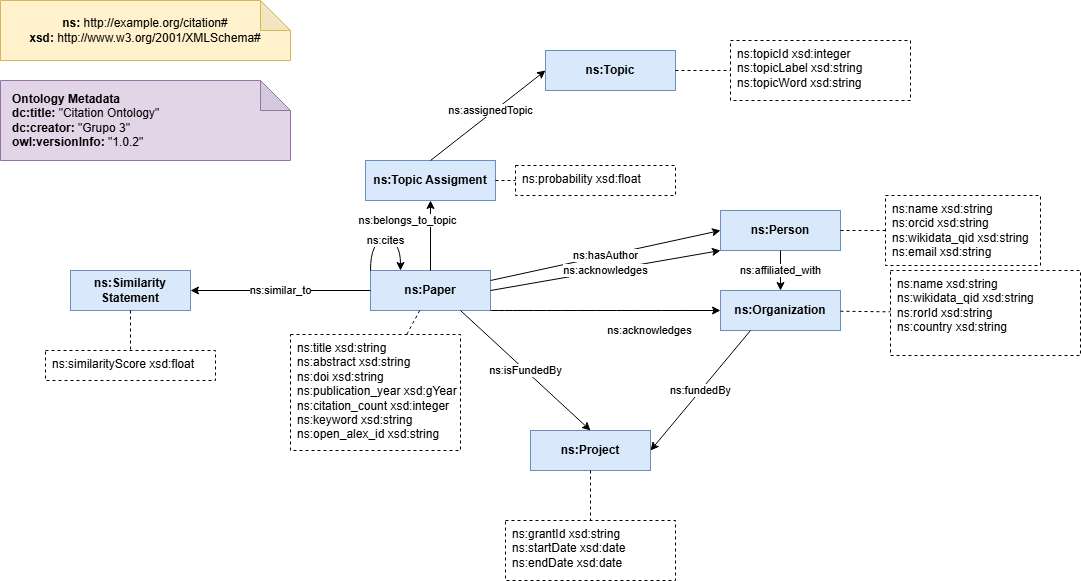 ns: http://example.org/citation#
xsd: http://www.w3.org/2001/XMLSchema#
Ontology Metadata
dc:title: "Citation Ontology"
dc:creator: "Grupo 3"
owl:versionInfo: "1.0.2"
ns:Topic
ns:topicId xsd:integer
ns:topicLabel xsd:string
ns:topicWord xsd:string
ns:assignedTopic
ns:Topic Assigment
ns:probability xsd:float
ns:belongs_to_topic
ns:cites
ns:hasAuthor
ns:acknowledges
ns:Person
ns:name xsd:string
ns:orcid xsd:string
ns:wikidata_qid xsd:string
ns:email xsd:string
ns:affiliated_with
ns:Similarity
Statement
ns:similar_to
ns:Paper
ns:Organization
ns:name xsd:string
ns:wikidata_qid xsd:string
ns:rorId xsd:string
ns:country xsd:string
ns:acknowledges
ns:similarityScore xsd:float
ns:title xsd:string
ns:abstract xsd:string
ns:doi xsd:string
ns:publication_year xsd:gYear
ns:citation_count xsd:integer
ns:keyword xsd:string
ns:open_alex_id xsd:string
ns:isFundedBy
ns:fundedBy
ns:Project
ns:grantId xsd:string
ns:startDate xsd:date
ns:endDate xsd:date